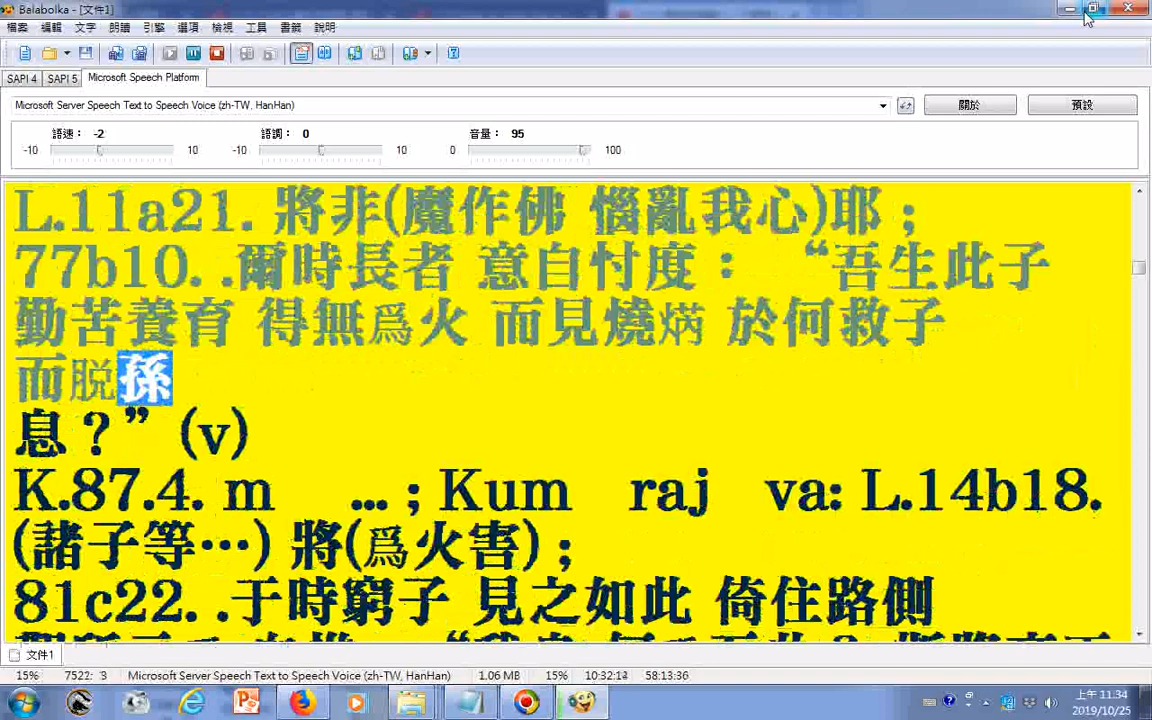 Balabolka - [文件1]
檔案 編輯 文字 朗讀 引擎 選項 檢視 工具 書籤 說明
SAPI 4 SAPI 5 Microsoft Speech Platform
Microsoft Server Speech Text to Speech Voice (zh-TW, HanHan) 關於 預設
語速： -2 語調： 0 音量： 95
-10 10 -10 10 0 100
L.11a21. 將非(魔作佛 惱亂我心)耶；
77b10. .爾時長者 意自忖度： “吾生此子
勤苦養育 得無爲火 而見燒焫 於何救子
而脱孫
息？” (v)
K.87.4. m ...；Kum raj va: L.14b18.
(諸子等…) 將(爲火害)；
81c22. .于時窮子 見之如此 倚住路側
文件1
15% 7522: 3 Microsoft Server Speech Text to Speech Voice (zh-TW, HanHan) 1.06 MB 15% 10:32:12 58:13:36
上午 11:34
2019/10/25